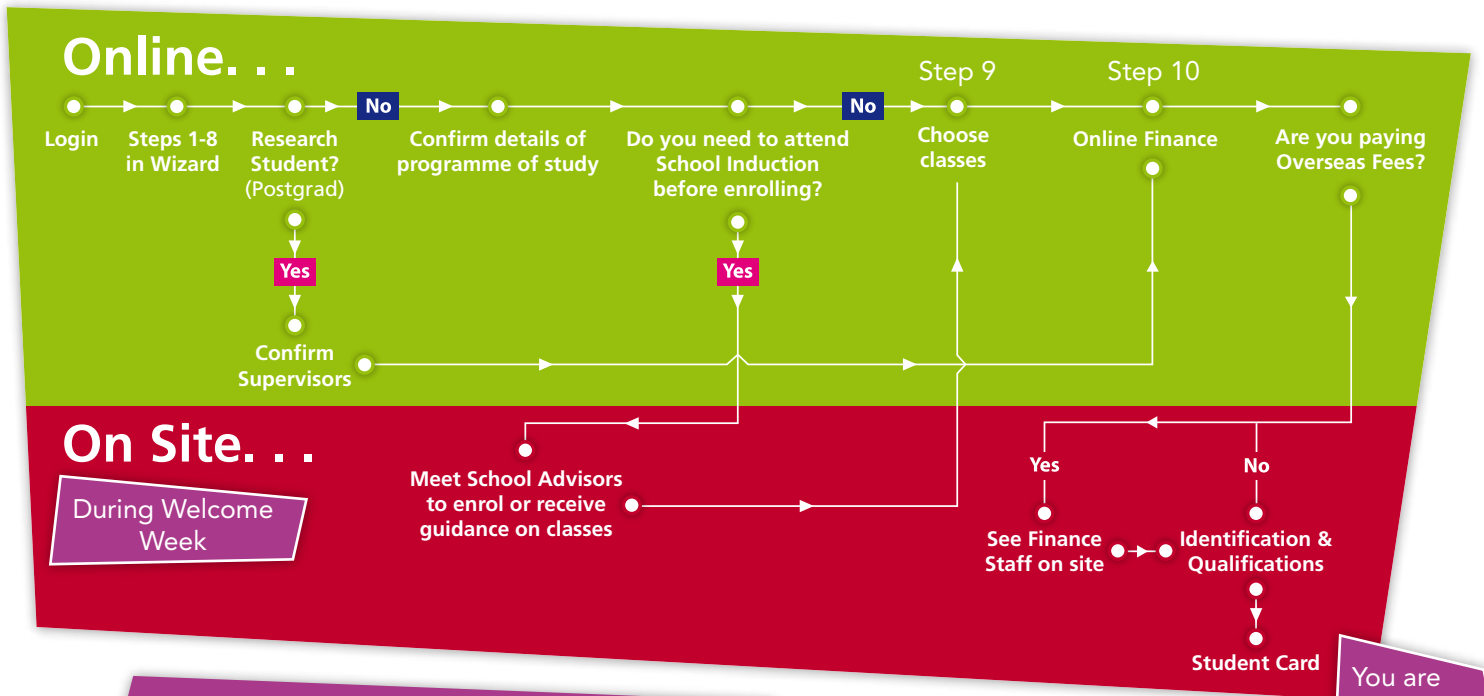 Online. . .
Step 9
Step 10
No
No
Login
Steps 1-8
in Wizard
Research
Student?
(Postgrad)
Confirm details of
programme of study
Do you need to attend
School Induction
before enrolling?
Choose
classes
Online Finance
Are you paying
Overseas Fees?
Yes
Yes
Confirm
Supervisors
On Site. . .
During Welcome
Week
Meet School Advisors
to enrol or receive
guidance on classes
Yes
No
See Finance
Staff on site
Identification &
Qualifications
Student Card
You are